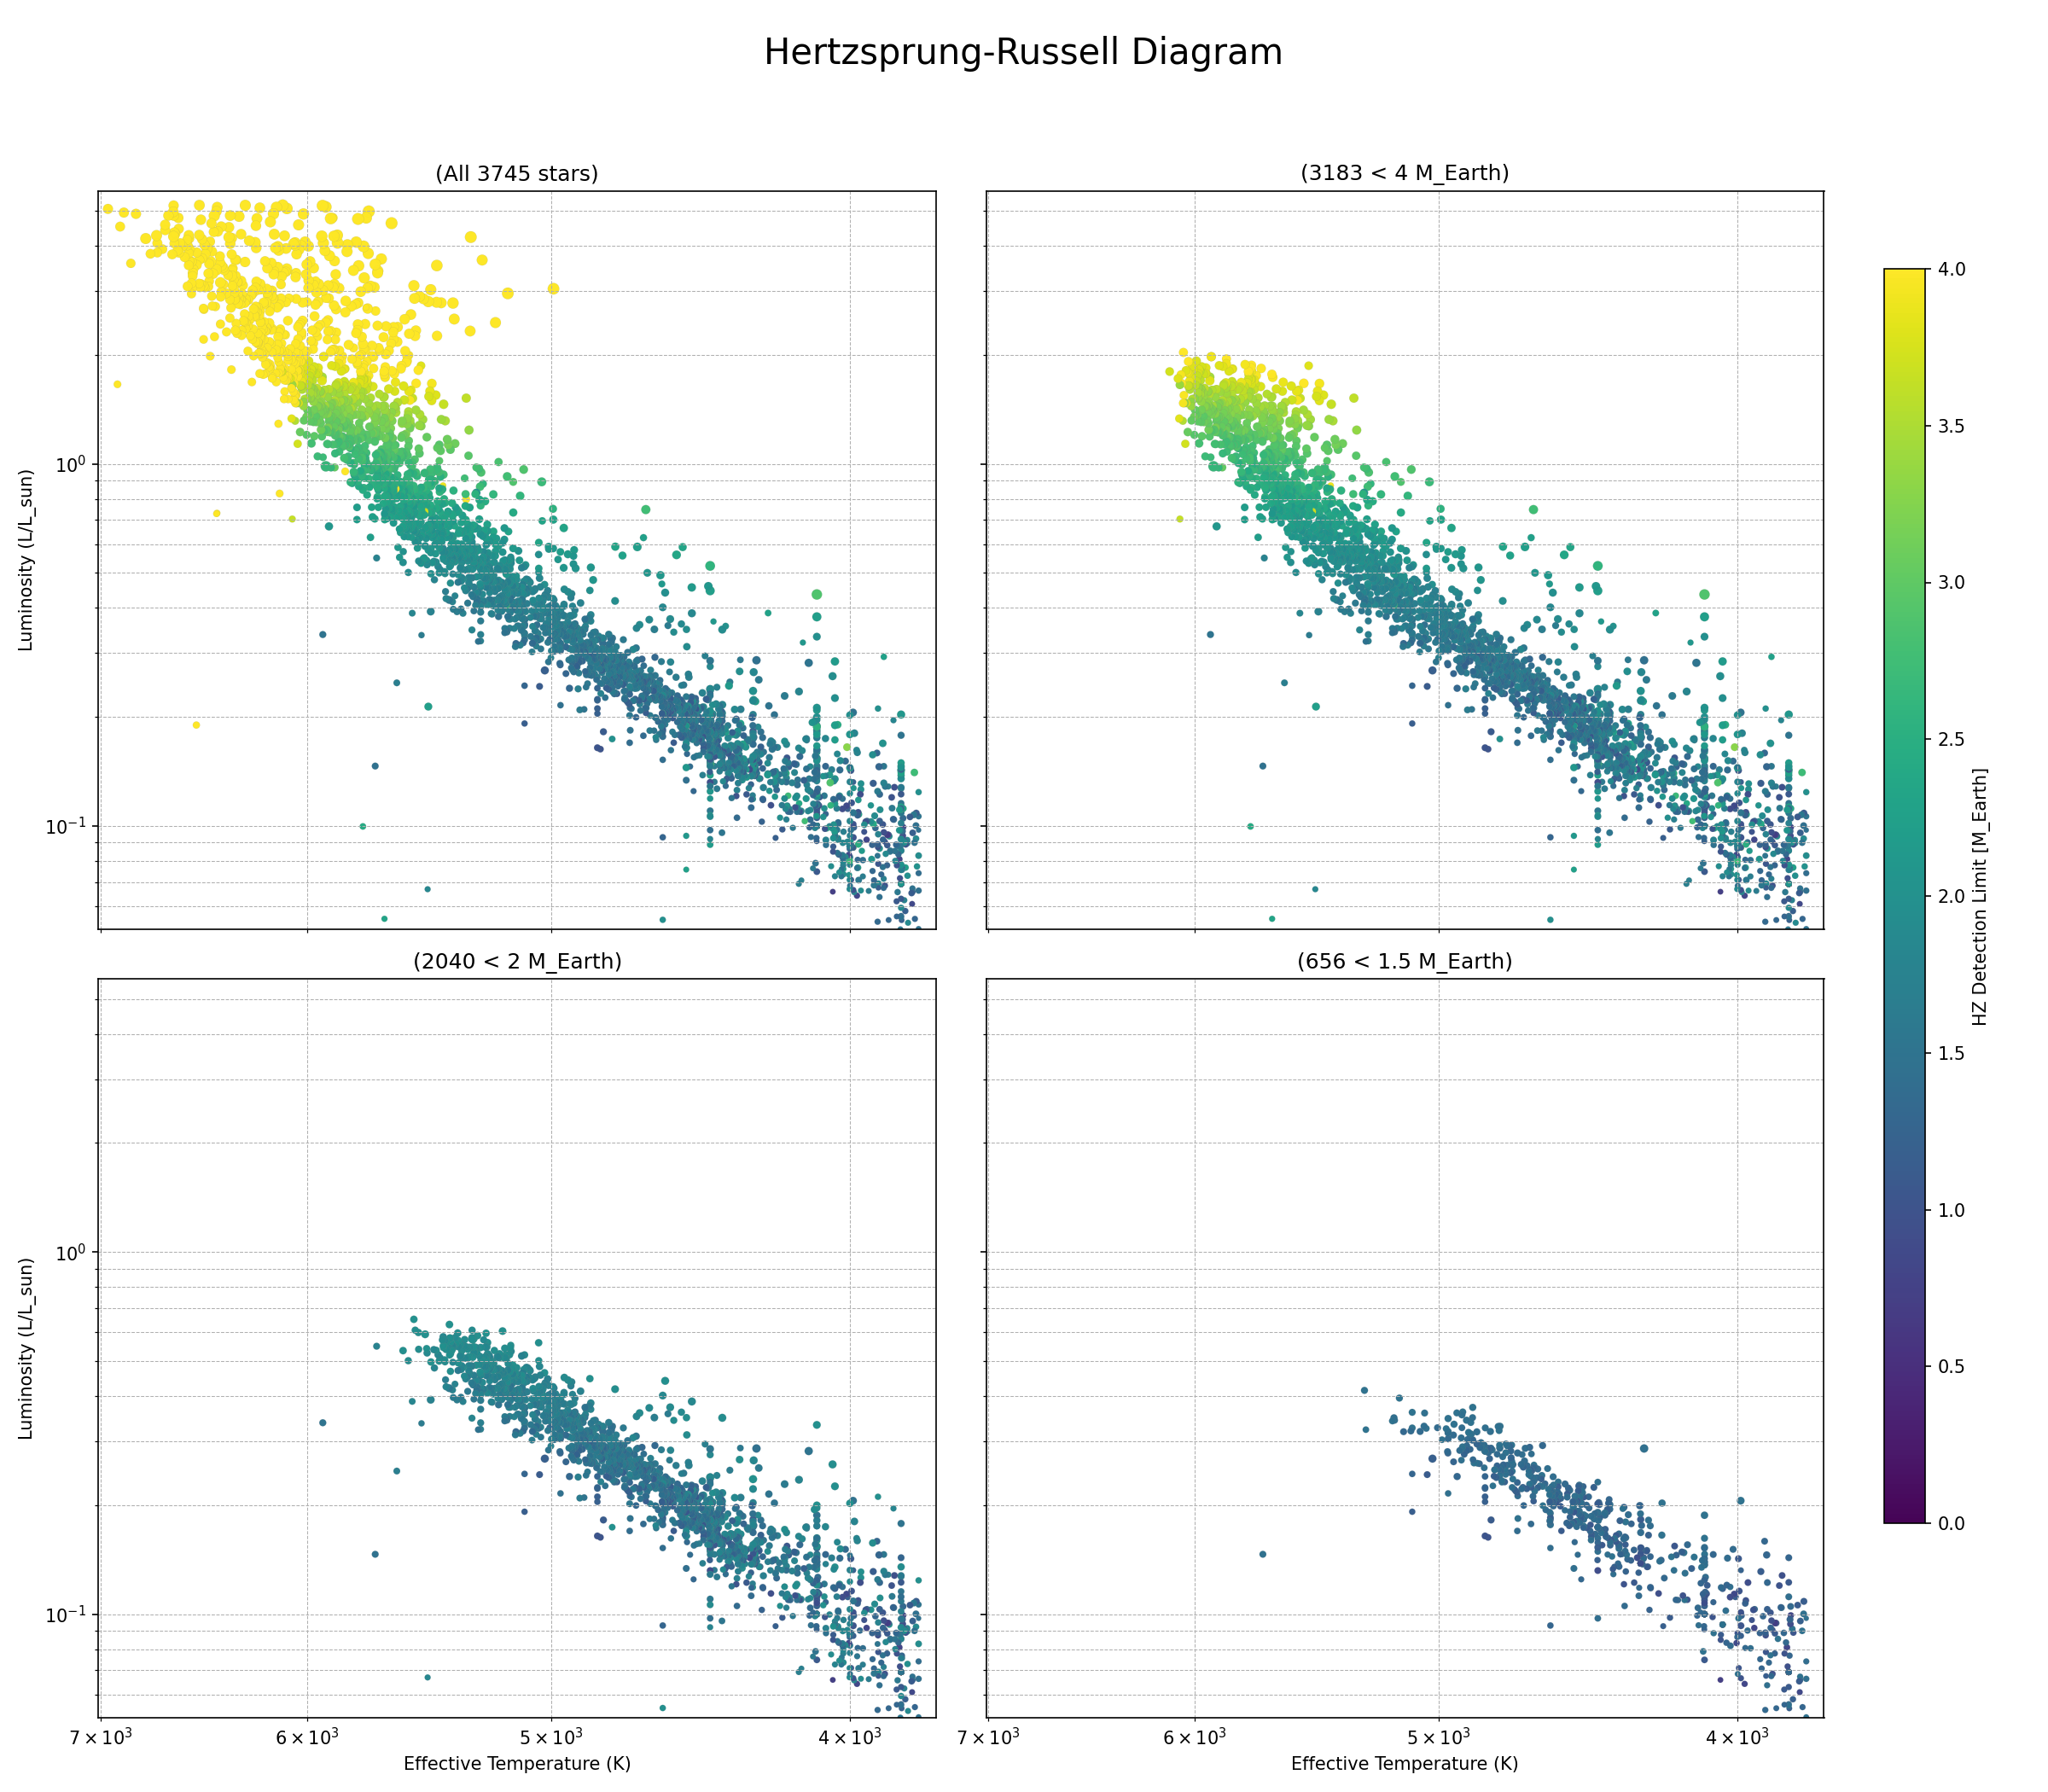 Hertzsprung-Russell Diagram
(All 3745 stars)
(3183 < 4 M_Earth)
Luminosity (L/L_sun)
10⁰
10⁻¹
(2040 < 2 M_Earth)
(656 < 1.5 M_Earth)
Luminosity (L/L_sun)
10⁰
10⁻¹
7 × 10³
6 × 10³
5 × 10³
4 × 10³
Effective Temperature (K)
7 × 10³
6 × 10³
5 × 10³
4 × 10³
Effective Temperature (K)
4.0
3.5
3.0
2.5
2.0
1.5
1.0
0.5
0.0
HZ Detection Limit [M_Earth]